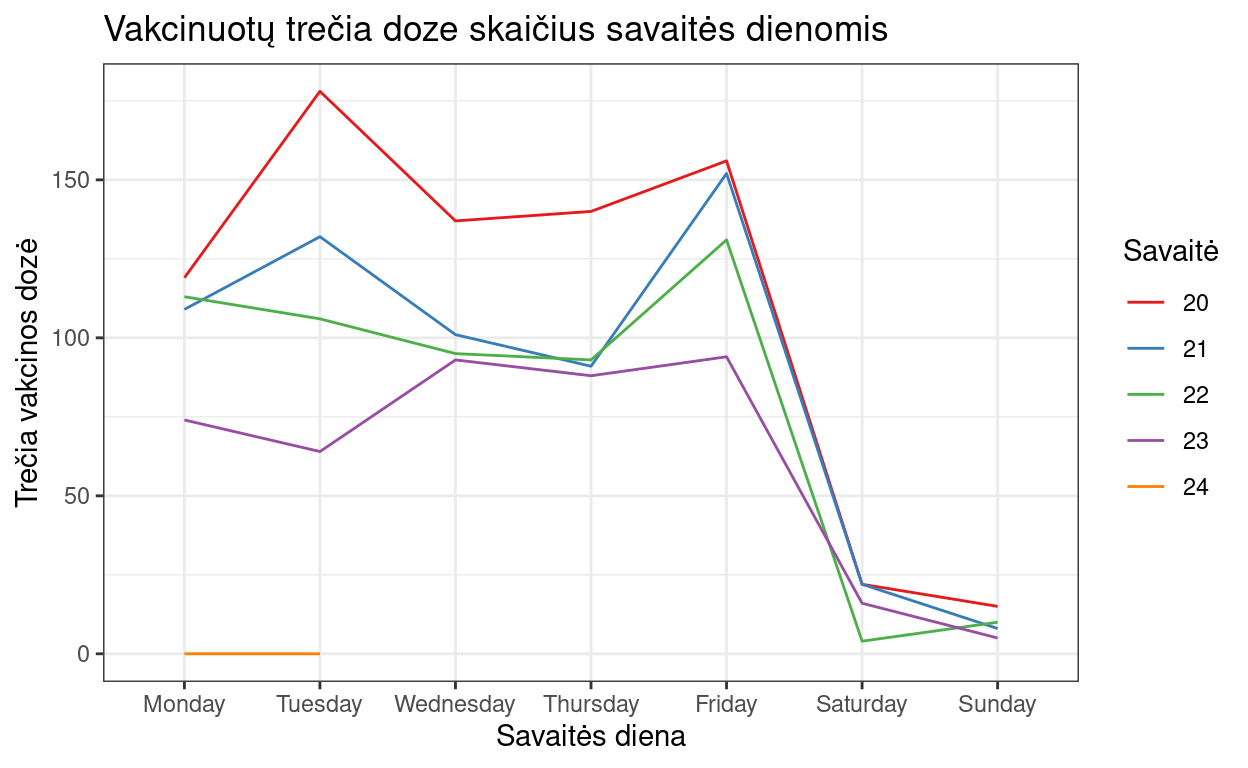 Vakcinuotų trečia doze skaičius savaitės dienomis
Trečia vakcinos dozė
150
100
50
0
Monday Tuesday Wednesday Thursday Friday Saturday Sunday
Savaitės diena
Savaitė
20
21
22
23
24